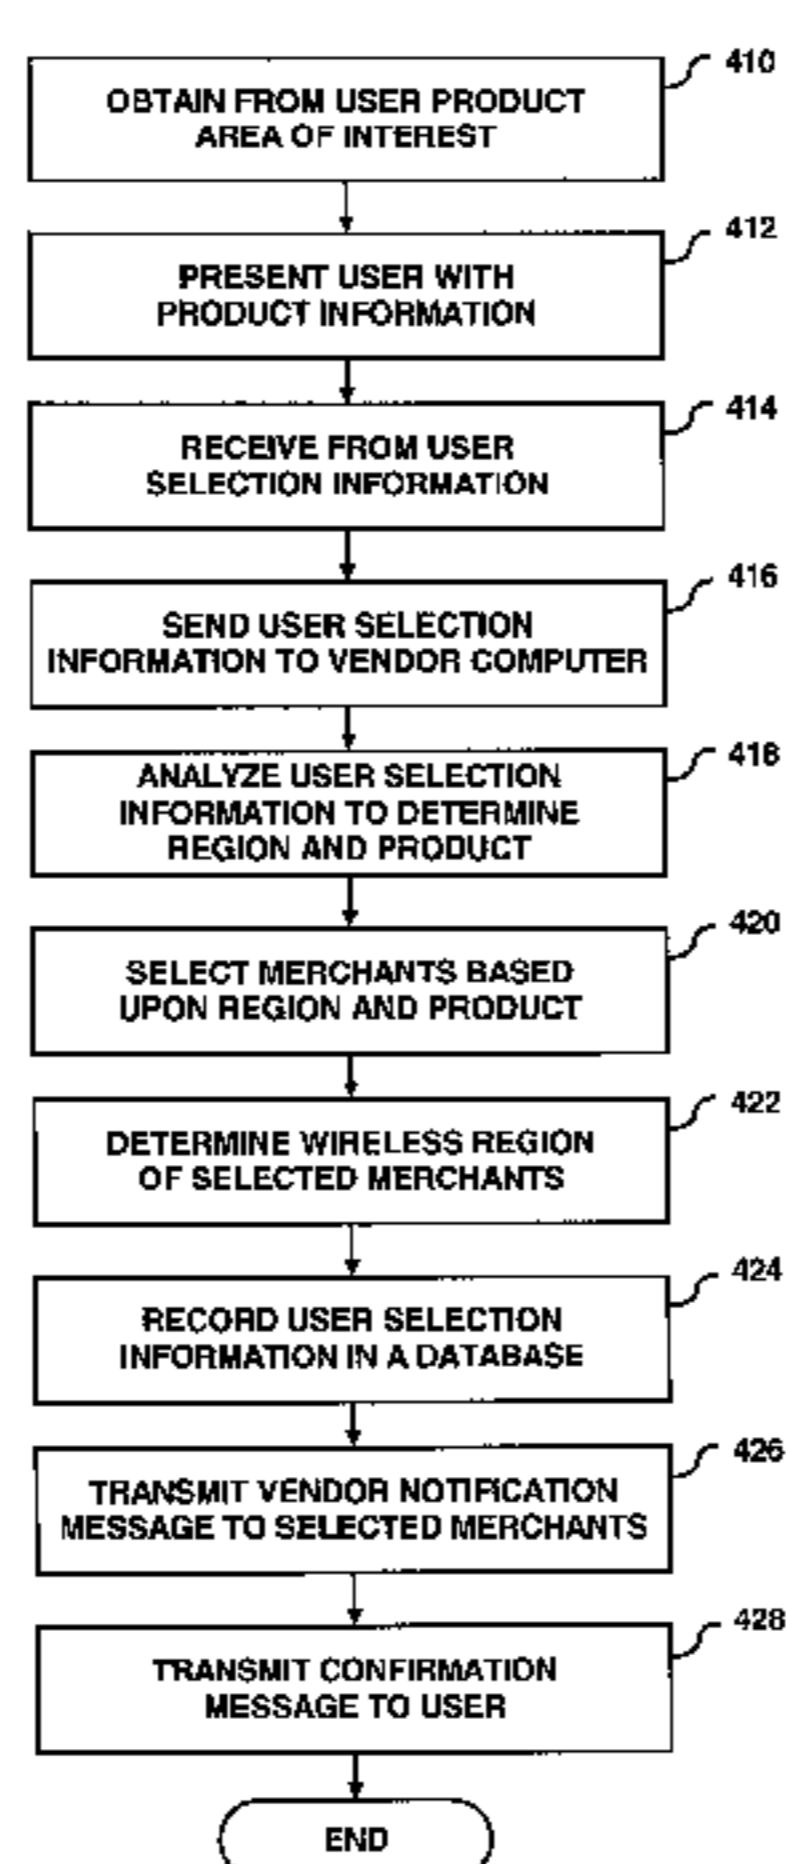 410
OBTAIN FROM USER PRODUCT
AREA OF INTEREST
412
PRESENT USER WITH
PRODUCT INFORMATION
414
RECEIVE FROM USER
SELECTION INFORMATION
416
SEND USER SELECTION
INFORMATION TO VENDOR COMPUTER
418
ANALYZE USER SELECTION
INFORMATION TO DETERMINE
REGION AND PRODUCT
420
SELECT MERCHANTS BASED
UPON REGION AND PRODUCT
422
DETERMINE WIRELESS REGION
OF SELECTED MERCHANTS
424
RECORD USER SELECTION
INFORMATION IN A DATABASE
426
TRANSMIT VENDOR NOTIFICATION
MESSAGE TO SELECTED MERCHANTS
428
TRANSMIT CONFIRMATION
MESSAGE TO USER
END